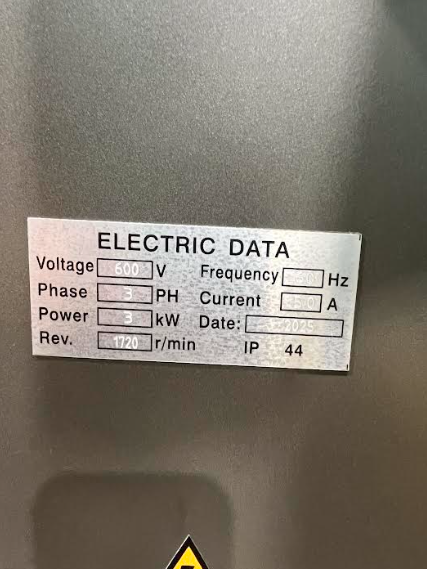 ELECTRIC DATA
Voltage 600 V Frequency Hz
Phase 3 PH Current A
Power 3 kW Date: 2025
Rev. 1720 r/min IP 44